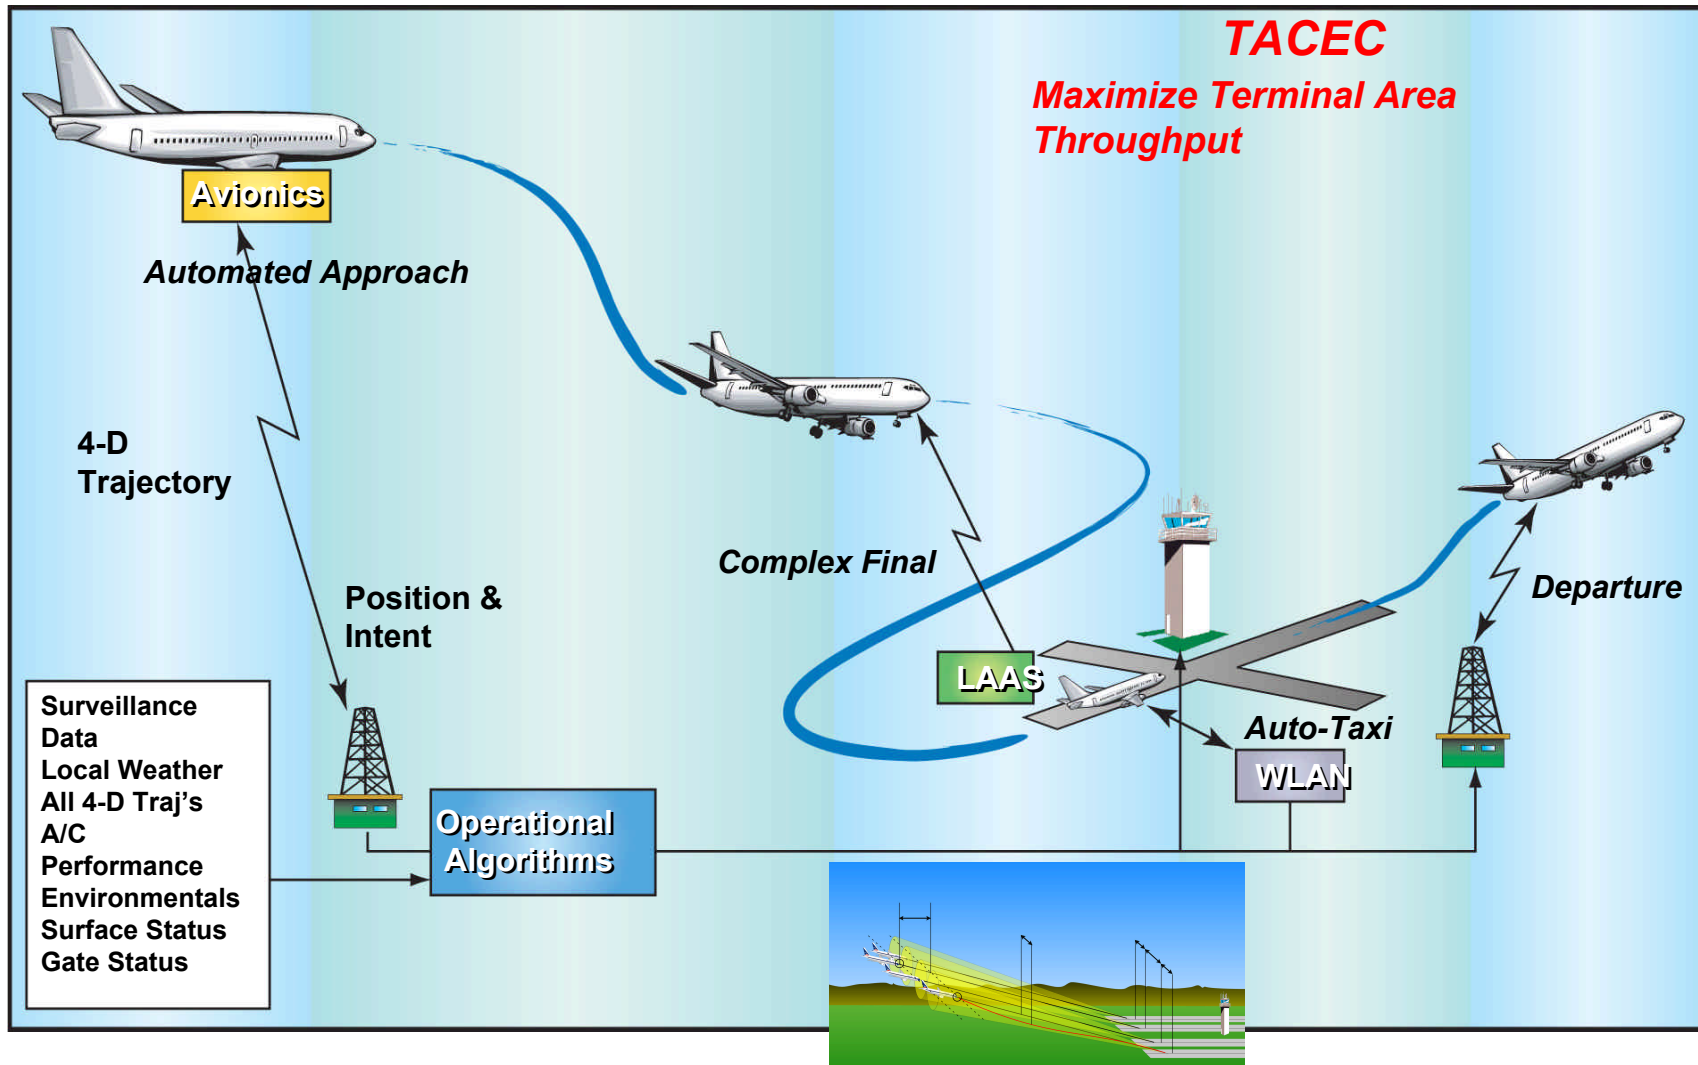 TACEC
Maximize Terminal Area
Throughput
Avionics
Automated Approach
4-D
Trajectory
Complex Final
Departure
Position &
Intent
LAAS
Surveillance
Data
Local Weather
All 4-D Traj’s
A/C
Performance
Environmentals
Surface Status
Gate Status
Auto-Taxi
WLAN
Operational
Algorithms